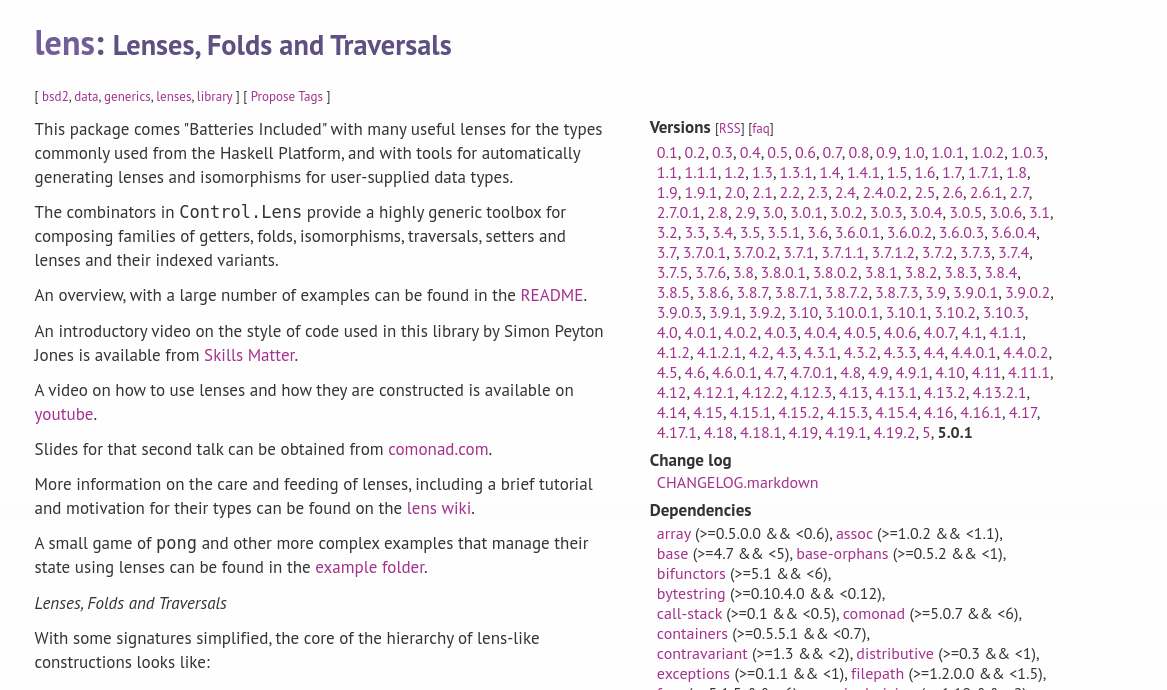 lens: Lenses, Folds and Traversals
[ bsd2, data, generics, lenses, library ] [ Propose Tags ]
This package comes "Batteries Included" with many useful lenses for the types
commonly used from the Haskell Platform, and with tools for automatically
generating lenses and isomorphisms for user-supplied data types.
The combinators in Control.Lens provide a highly generic toolbox for
composing families of getters, folds, isomorphisms, traversals, setters and
lenses and their indexed variants.
An overview, with a large number of examples can be found in the README.
An introductory video on the style of code used in this library by Simon Peyton
Jones is available from Skills Matter.
A video on how to use lenses and how they are constructed is available on
youtube.
Slides for that second talk can be obtained from comonad.com.
More information on the care and feeding of lenses, including a brief tutorial
and motivation for their types can be found on the lens wiki.
A small game of pong and other more complex examples that manage their
state using lenses can be found in the example folder.
Lenses, Folds and Traversals
With some signatures simplified, the core of the hierarchy of lens-like
constructions looks like:
Versions [RSS] [faq]
0.1, 0.2, 0.3, 0.4, 0.5, 0.6, 0.7, 0.8, 0.9, 1.0, 1.0.1, 1.0.2, 1.0.3,
1.1, 1.1.1, 1.2, 1.3, 1.3.1, 1.4, 1.4.1, 1.5, 1.6, 1.7, 1.7.1, 1.8,
1.9, 1.9.1, 2.0, 2.1, 2.2, 2.3, 2.4, 2.4.0.2, 2.5, 2.6, 2.6.1, 2.7,
2.7.0.1, 2.8, 2.9, 3.0, 3.0.1, 3.0.2, 3.0.3, 3.0.4, 3.0.5, 3.0.6, 3.1,
3.2, 3.3, 3.4, 3.5, 3.5.1, 3.6, 3.6.0.1, 3.6.0.2, 3.6.0.3, 3.6.0.4,
3.7, 3.7.0.1, 3.7.0.2, 3.7.1, 3.7.1.1, 3.7.1.2, 3.7.2, 3.7.3, 3.7.4,
3.7.5, 3.7.6, 3.8, 3.8.0.1, 3.8.0.2, 3.8.1, 3.8.2, 3.8.3, 3.8.4,
3.8.5, 3.8.6, 3.8.7, 3.8.7.1, 3.8.7.2, 3.8.7.3, 3.9, 3.9.0.1, 3.9.0.2,
3.9.0.3, 3.9.1, 3.9.2, 3.10, 3.10.0.1, 3.10.1, 3.10.2, 3.10.3,
4.0, 4.0.1, 4.0.2, 4.0.3, 4.0.4, 4.0.5, 4.0.6, 4.0.7, 4.1, 4.1.1,
4.1.2, 4.1.2.1, 4.2, 4.3, 4.3.1, 4.3.2, 4.3.3, 4.4, 4.4.0.1, 4.4.0.2,
4.5, 4.6, 4.6.0.1, 4.7, 4.7.0.1, 4.8, 4.9, 4.9.1, 4.10, 4.11, 4.11.1,
4.12, 4.12.1, 4.12.2, 4.12.3, 4.13, 4.13.1, 4.13.2, 4.13.2.1,
4.14, 4.15, 4.15.1, 4.15.2, 4.15.3, 4.15.4, 4.16, 4.16.1, 4.17,
4.17.1, 4.18, 4.18.1, 4.19, 4.19.1, 4.19.2, 5, 5.0.1
Change log
CHANGELOG.markdown
Dependencies
array (>=0.5.0.0 && <0.6), assoc (>=1.0.2 && <1.1),
base (>=4.7 && <5), base-orphans (>=0.5.2 && <1),
bifunctors (>=5.1 && <6),
bytestring (>=0.10.4.0 && <0.12),
call-stack (>=0.1 && <0.5), comonad (>=5.0.7 && <6),
containers (>=0.5.5.1 && <0.7),
contravariant (>=1.3 && <2), distributive (>=0.3 && <1),
exceptions (>=0.1.1 && <1), filepath (>=1.2.0.0 && <1.5),